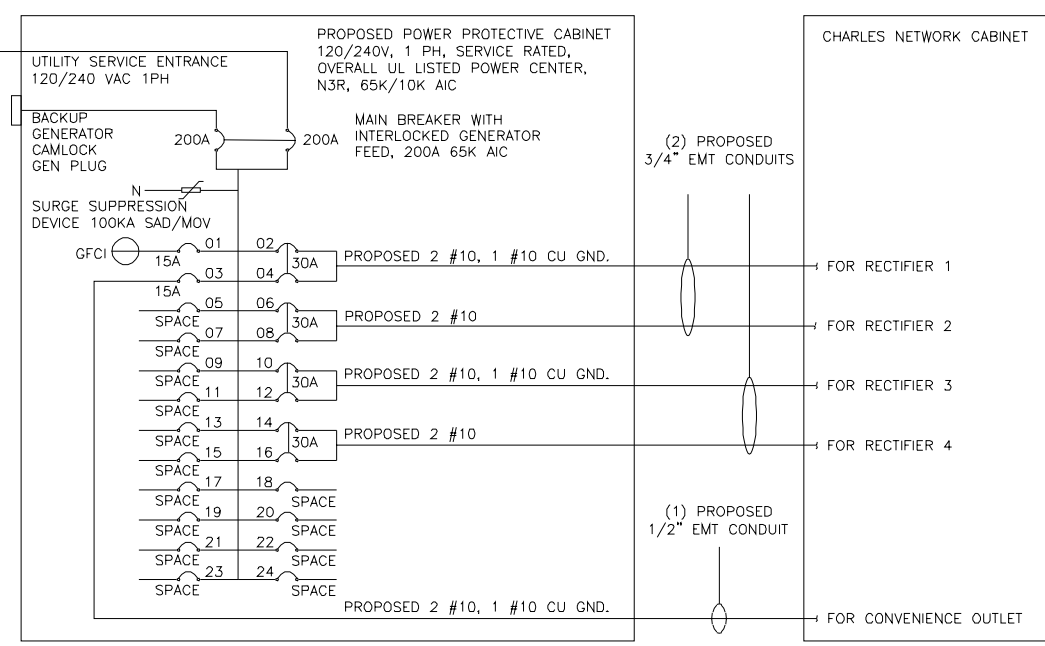 PROPOSED POWER PROTECTIVE CABINET
120/240V, 1 PH, SERVICE RATED,
OVERALL UL LISTED POWER CENTER,
N3R, 65K/10K AIC
CHARLES NETWORK CABINET
UTILITY SERVICE ENTRANCE
120/240 VAC 1PH
BACKUP
GENERATOR
CAMLOCK
GEN PLUG
200A
200A
MAIN BREAKER WITH
INTERLOCKED GENERATOR
FEED, 200A 65K AIC
(2) PROPOSED
3/4" EMT CONDUITS
N
SURGE SUPPRESSION
DEVICE 100KA SAD/MOV
GFCI
15A
01
02
30A
PROPOSED 2 #10, 1 #10 CU GND.
FOR RECTIFIER 1
15A
03
04
SPACE
05
06
30A
PROPOSED 2 #10
FOR RECTIFIER 2
SPACE
07
08
SPACE
09
10
30A
PROPOSED 2 #10, 1 #10 CU GND.
FOR RECTIFIER 3
SPACE
11
12
SPACE
13
14
30A
PROPOSED 2 #10
FOR RECTIFIER 4
SPACE
15
16
SPACE
17
18
SPACE
SPACE
19
20
SPACE
SPACE
21
22
SPACE
SPACE
23
24
SPACE
(1) PROPOSED
1/2" EMT CONDUIT
PROPOSED 2 #10, 1 #10 CU GND.
FOR CONVENIENCE OUTLET